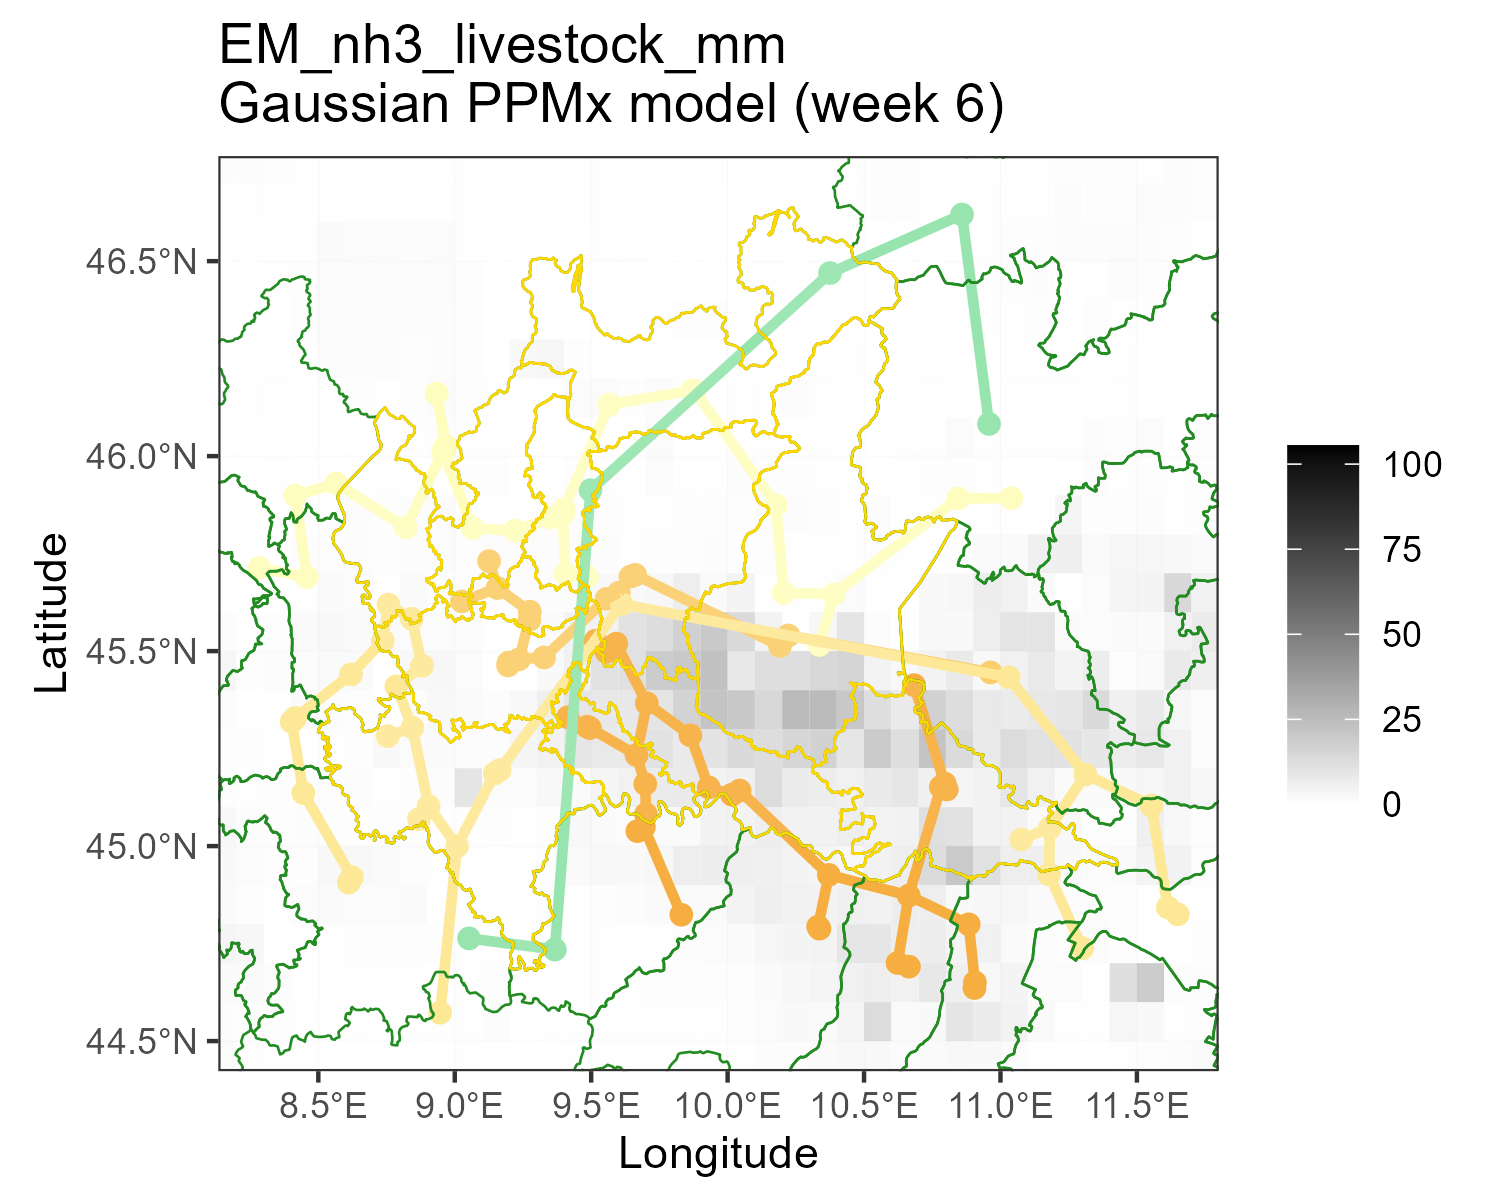 EM_nh3_livestock_mm
Gaussian PPMx model (week 6)
46.5°N
46.0°N
45.5°N
45.0°N
44.5°N
Latitude
8.5°E 9.0°E 9.5°E 10.0°E 10.5°E 11.0°E 11.5°E
Longitude
100
75
50
25
0